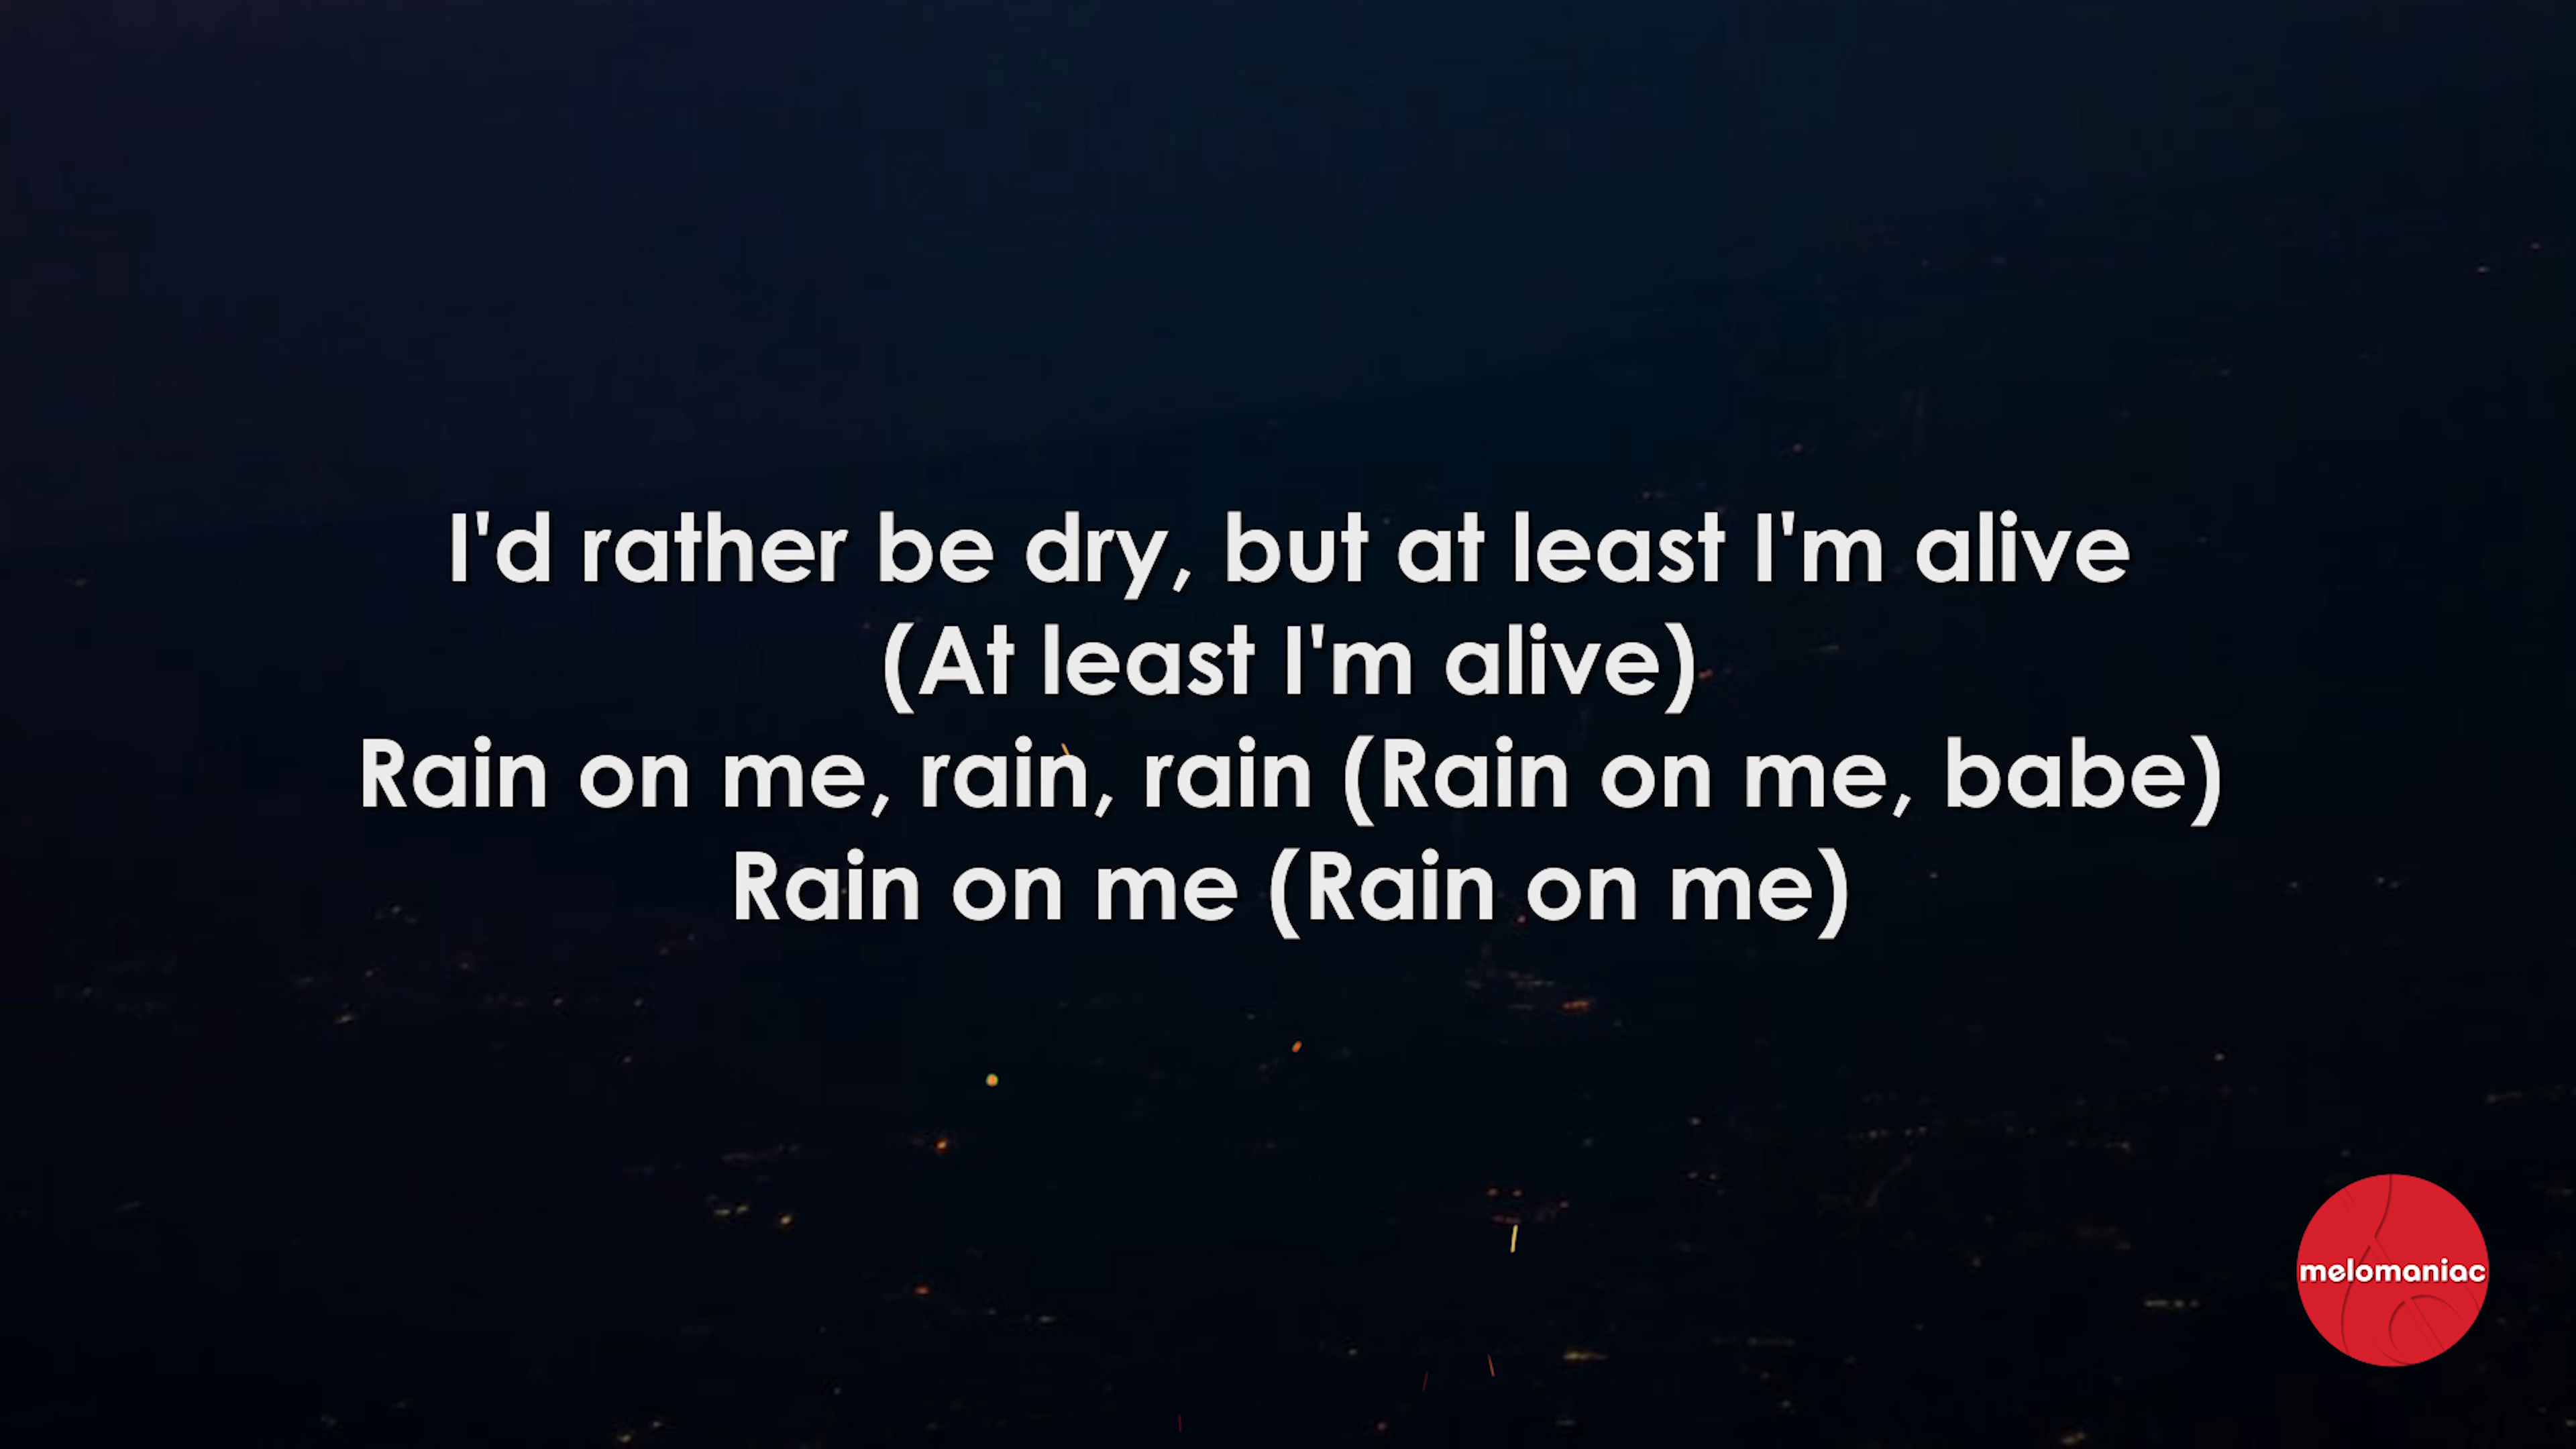 I'd rather be dry, but at least I'm alive
(At least I'm alive)
Rain on me, rain, rain (Rain on me, babe)
Rain on me (Rain on me)
melomaniac